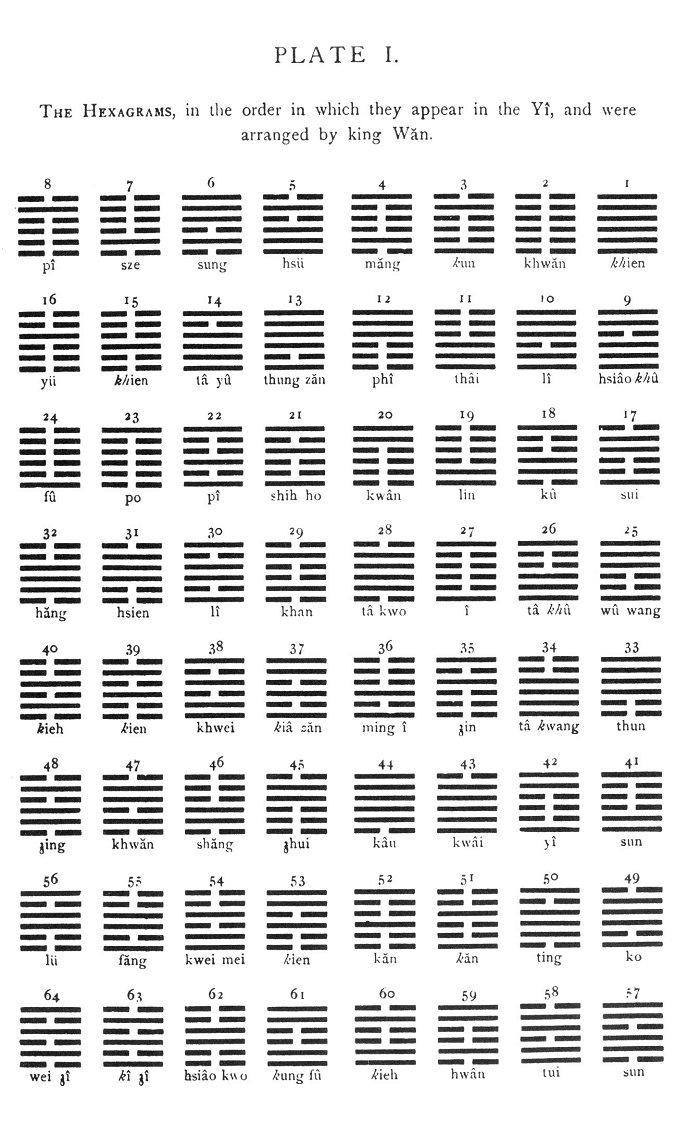 PLATE I.
THE HEXAGRAMS, in the order in which they appear in the Yî, and were
arranged by king Wăn.
8 7 6 5 4 3 2 1
pî sze sung hsü măng kun khwăn khien
16 15 14 13 12 11 10 9
yü khien tâ yû thung zăn phî thâi lî hsiâo khû
24 23 22 21 20 19 18 17
fû po pî shih ho kwân lin kû sui
32 31 30 29 28 27 26 25
hăng hsien lî khan tâ kwo î tâ khû wû wang
40 39 38 37 36 35 34 33
kieh kien khwei kiâ zăn ming î ʒin tâ kwang thun
48 47 46 45 44 43 42 41
ʒing khwăn shăng ʒhui kâu kwâi yî sun
56 55 54 53 52 51 50 49
lü făng kwei mei kien kăn kăn ting ko
64 63 62 61 60 59 58 57
wei ʒî kî ʒî hsiâo kwo kung fû kieh hwân tui sun